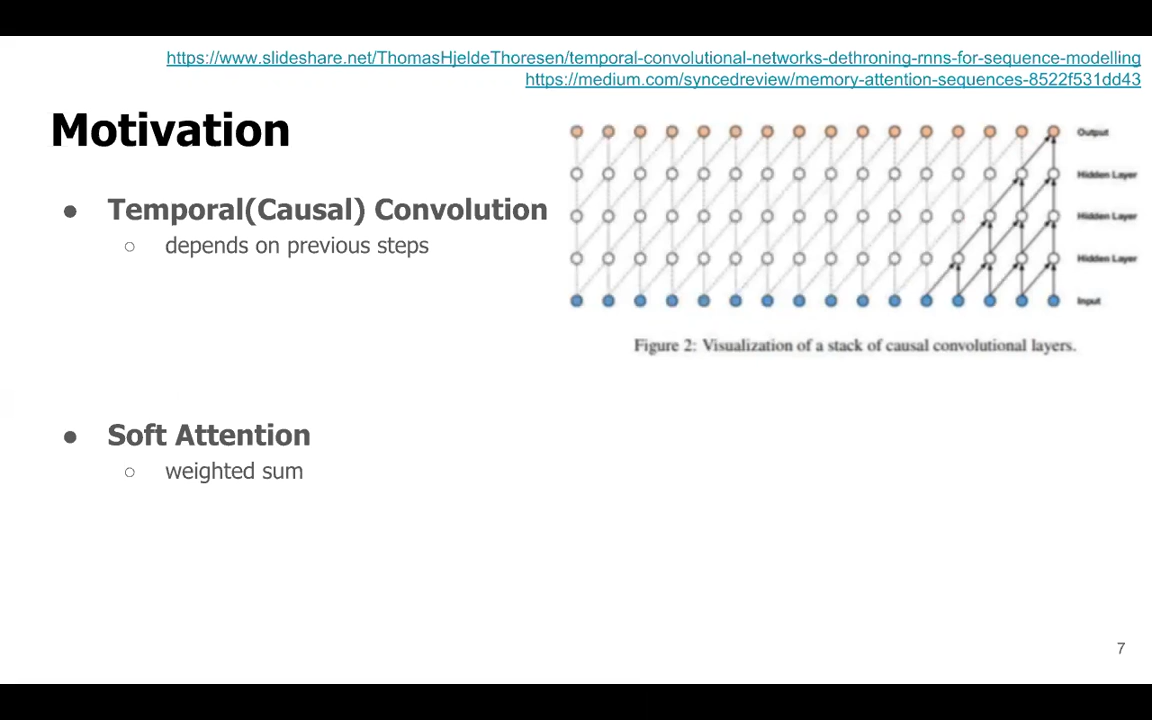 https://www.slideshare.net/ThomasHjeldeThoresen/temporal-convolutional-networks-dethroning-rnns-for-sequence-modelling
https://medium.com/syncedreview/memory-attention-sequences-8522f531dd43
Motivation
● Temporal(Causal) Convolution
○ depends on previous steps
Output
Hidden Layer
Hidden Layer
Hidden Layer
Input
Figure 2: Visualization of a stack of causal convolutional layers.
● Soft Attention
○ weighted sum
7